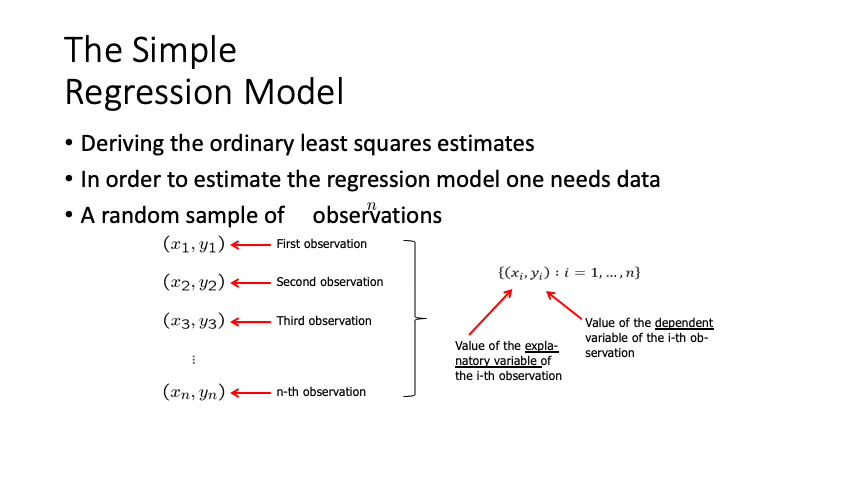 The Simple
Regression Model
• Deriving the ordinary least squares estimates
• In order to estimate the regression model one needs data
• A random sample of n observations
(x₁, y₁) First observation
(x₂, y₂) Second observation
(x₃, y₃) Third observation
⋮
(xₙ, yₙ) n-th observation
{(xᵢ, yᵢ) : i = 1, … , n}
Value of the expla-
natory variable of
the i-th observation
Value of the dependent
variable of the i-th ob-
servation